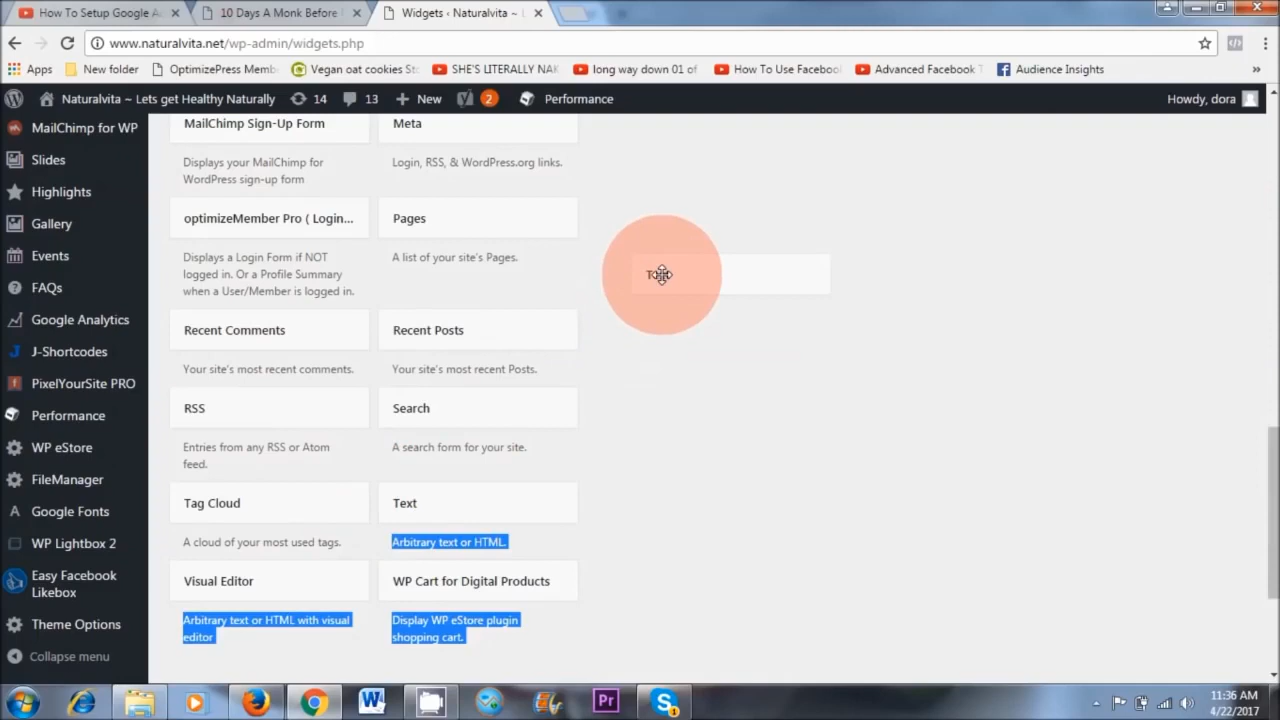 How To Setup Google A
10 Days A Monk Before
Widgets ‹ Naturalvita ~ L
www.naturalvita.net/wp-admin/widgets.php
Apps
New folder
OptimizePress Memb
Vegan oat cookies St
SHE'S LITERALLY NAK
long way down 01 of
How To Use Facebool
Advanced Facebook T
Audience Insights
»
Naturalvita ~ Lets get Healthy Naturally
14
13
New
2
Performance
Howdy, dora
MailChimp for WP
Slides
Highlights
Gallery
Events
FAQs
Google Analytics
J-Shortcodes
PixelYourSite PRO
Performance
WP eStore
FileManager
Google Fonts
WP Lightbox 2
Easy Facebook
Likebox
Theme Options
Collapse menu
MailChimp Sign-Up Form
Displays your MailChimp for
WordPress sign-up form
Meta
Login, RSS, & WordPress.org links.
optimizeMember Pro ( Login...
Displays a Login Form if NOT
logged in. Or a Profile Summary
when a User/Member is logged in.
Pages
A list of your site's Pages.
Recent Comments
Your site's most recent comments.
Recent Posts
Your site's most recent Posts.
RSS
Entries from any RSS or Atom
feed.
Search
A search form for your site.
Tag Cloud
A cloud of your most used tags.
Text
Arbitrary text or HTML.
Visual Editor
Arbitrary text or HTML with visual
editor
WP Cart for Digital Products
Display WP eStore plugin
shopping cart.
Pr
11:36 AM
4/22/2017